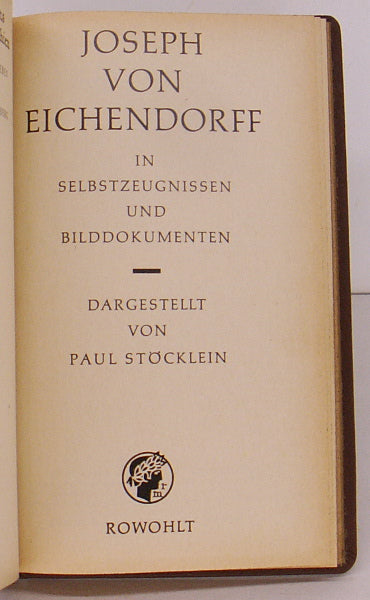 JOSEPH
VON
EICHENDORFF
IN
SELBSTZEUGNISSEN
UND
BILDDOKUMENTEN
DARGESTELLT
VON
PAUL STÖCKLEIN
r
m
ROWOHLT